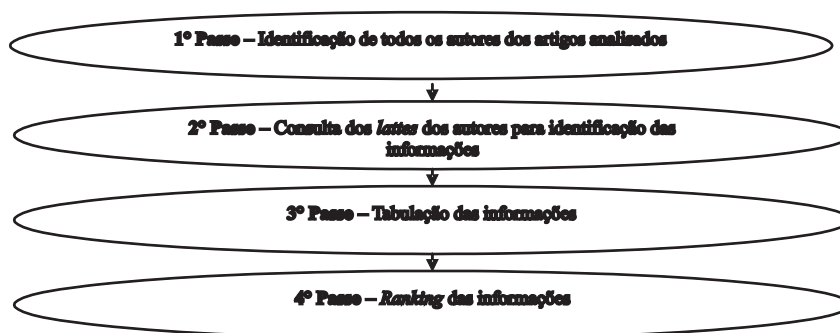 1º Passo – Identificação de todos os autores dos artigos analisados
2º Passo – Consulta dos lattes dos autores para identificação das
informações
3º Passo – Tabulação das informações
4º Passo – Ranking das informações